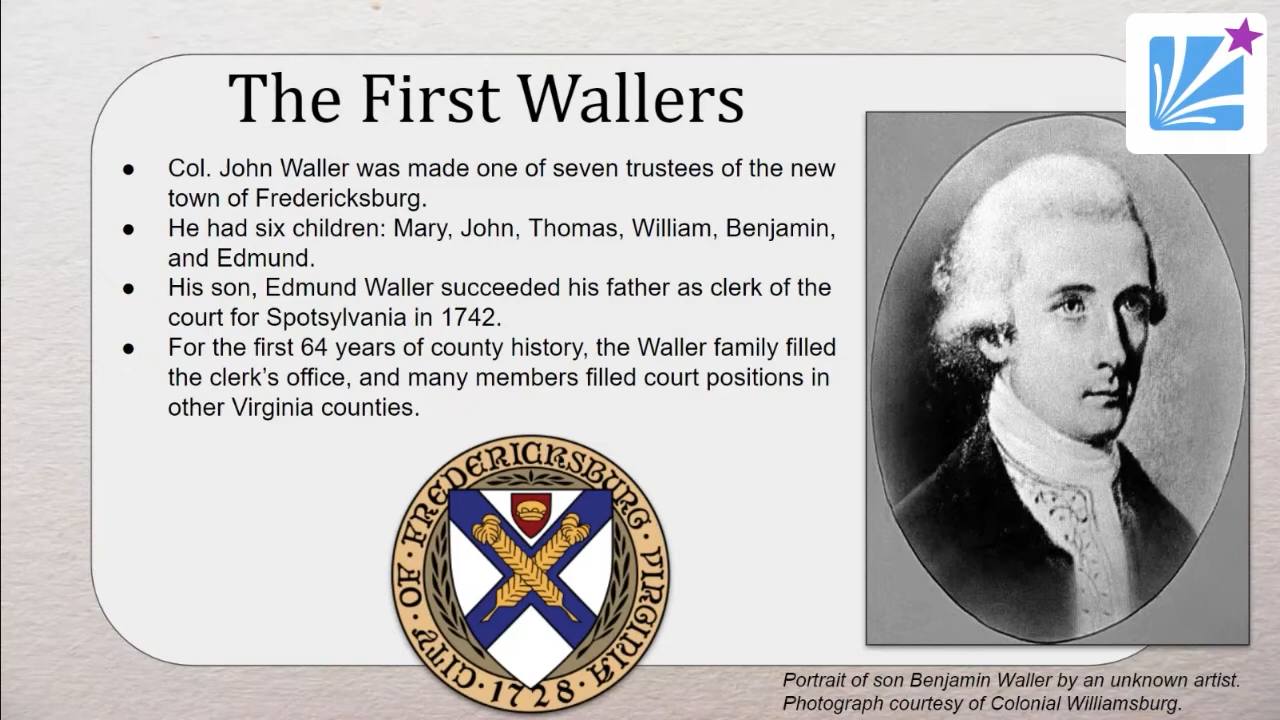 The First Wallers
● Col. John Waller was made one of seven trustees of the new
town of Fredericksburg.
● He had six children: Mary, John, Thomas, William, Benjamin,
and Edmund.
● His son, Edmund Waller succeeded his father as clerk of the
court for Spotsylvania in 1742.
● For the first 64 years of county history, the Waller family filled
the clerk’s office, and many members filled court positions in
other Virginia counties.
CITY · OF · FREDERICKSBURG · VIRGINIA · 1728 ·
Portrait of son Benjamin Waller by an unknown artist.
Photograph courtesy of Colonial Williamsburg.